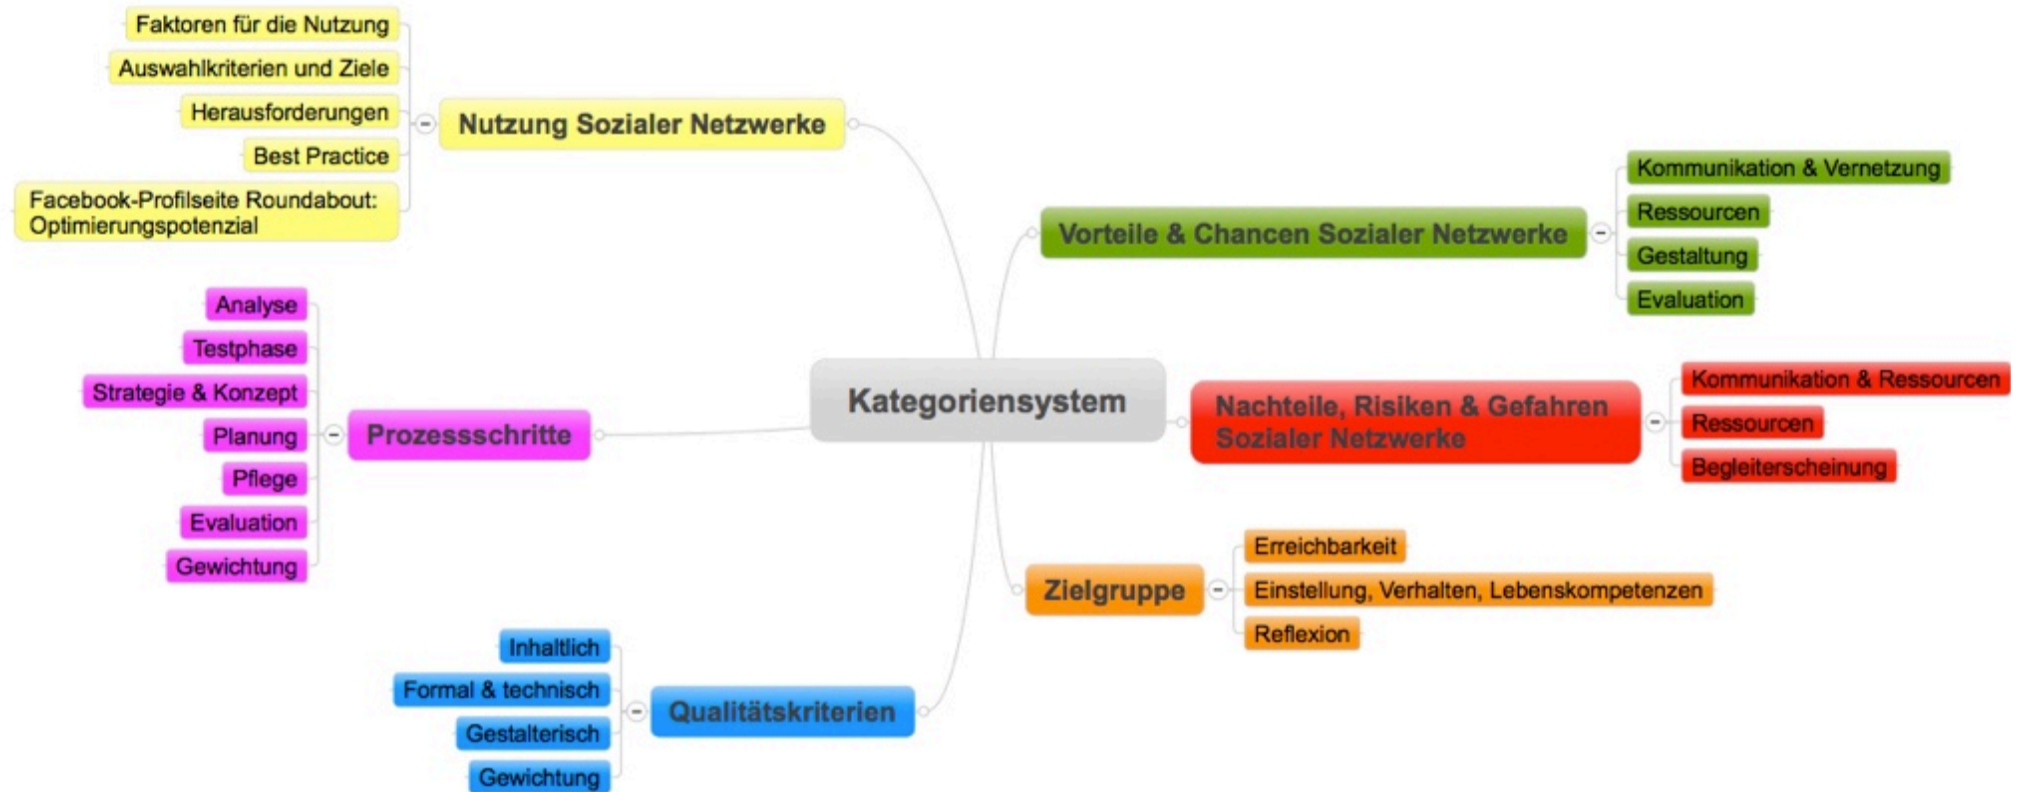 Faktoren für die Nutzung
Auswahlkriterien und Ziele
Herausforderungen
Best Practice
Facebook-Profilseite Roundabout:
Optimierungspotenzial
Nutzung Sozialer Netzwerke
Analyse
Testphase
Strategie & Konzept
Planung
Pflege
Evaluation
Gewichtung
Prozessschritte
Inhaltlich
Formal & technisch
Gestalterisch
Gewichtung
Qualitätskriterien
Kategoriensystem
Vorteile & Chancen Sozialer Netzwerke
Kommunikation & Vernetzung
Ressourcen
Gestaltung
Evaluation
Nachteile, Risiken & Gefahren
Sozialer Netzwerke
Kommunikation & Ressourcen
Ressourcen
Begleiterscheinung
Zielgruppe
Erreichbarkeit
Einstellung, Verhalten, Lebenskompetenzen
Reflexion